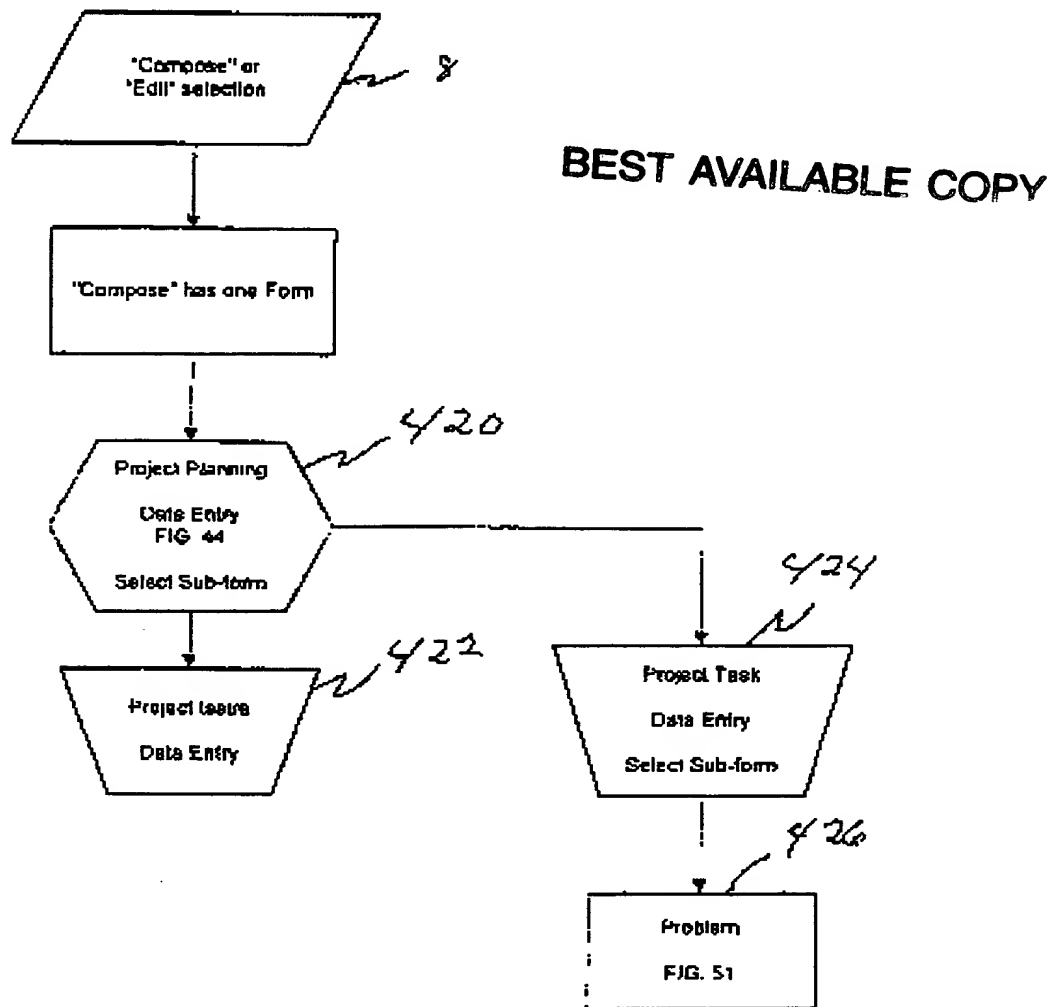 "Compose" or
"Edit" selection
8
BEST AVAILABLE COPY
"Compose" has one Form
420
Project Planning
Data Entry
FIG 44
Select Sub-form
424
422
Project Issue
Data Entry
Project Task
Data Entry
Select Sub-form
426
Problem
FIG. 51